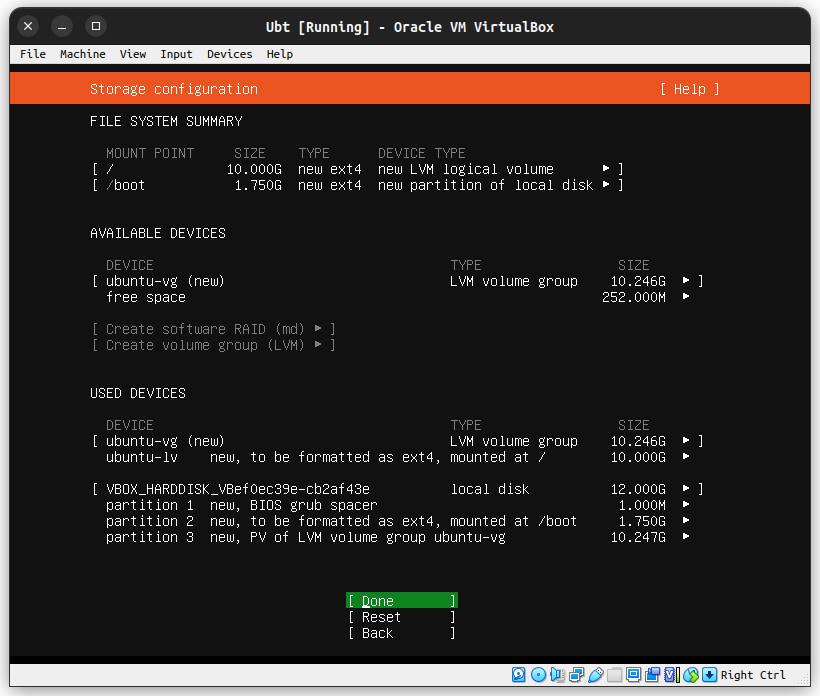 Ubt [Running] - Oracle VM VirtualBox
File Machine View Input Devices Help
Storage configuration [ Help ]
FILE SYSTEM SUMMARY
MOUNT POINT SIZE TYPE DEVICE TYPE
[ / 10.000G new ext4 new LVM logical volume ▸ ]
[ /boot 1.750G new ext4 new partition of local disk ▸ ]
AVAILABLE DEVICES
DEVICE TYPE SIZE
[ ubuntu-vg (new) LVM volume group 10.246G ▸ ]
free space 252.000M ▸
[ Create software RAID (md) ▸ ]
[ Create volume group (LVM) ▸ ]
USED DEVICES
DEVICE TYPE SIZE
[ ubuntu-vg (new) LVM volume group 10.246G ▸ ]
ubuntu-lv new, to be formatted as ext4, mounted at / 10.000G ▸
[ VBOX_HARDDISK_VBef0ec39e-cb2af43e local disk 12.000G ▸ ]
partition 1 new, BIOS grub spacer 1.000M ▸
partition 2 new, to be formatted as ext4, mounted at /boot 1.750G ▸
partition 3 new, PV of LVM volume group ubuntu-vg 10.247G ▸
[ Done ]
[ Reset ]
[ Back ]
Right Ctrl